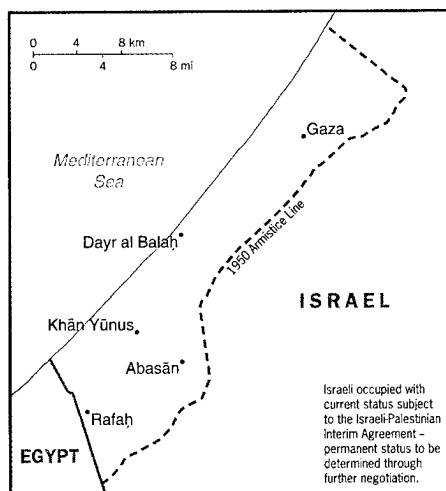 0 4 8 km
0 4 8 mi
Gaza
Mediterranean
Sea
Dayr al Balaḥ
1950 Armistice Line
ISRAEL
Khān Yūnus
Abasān
Rafaḥ
EGYPT
Israeli occupied with
current status subject
to the Israeli-Palestinian
Interim Agreement –
permanent status to be
determined through
further negotiation.